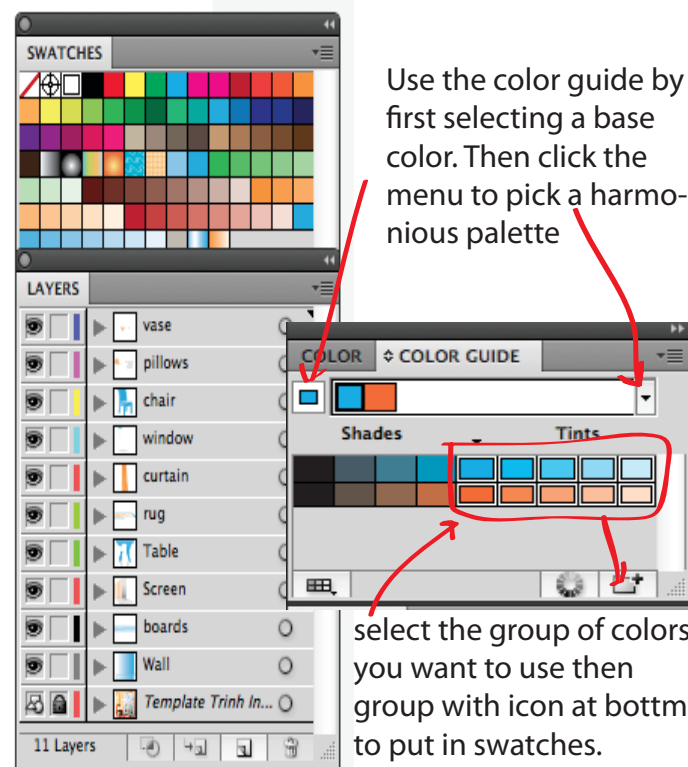 SWATCHES
Use the color guide by
first selecting a base
color. Then click the
menu to pick a harmo-
nious palette
LAYERS
vase
pillows
chair
window
curtain
rug
Table
Screen
boards
Wall
Template Trinh In...
11 Layers
COLOR COLOR GUIDE
Shades Tints
select the group of colors
you want to use then
group with icon at bottm
to put in swatches.